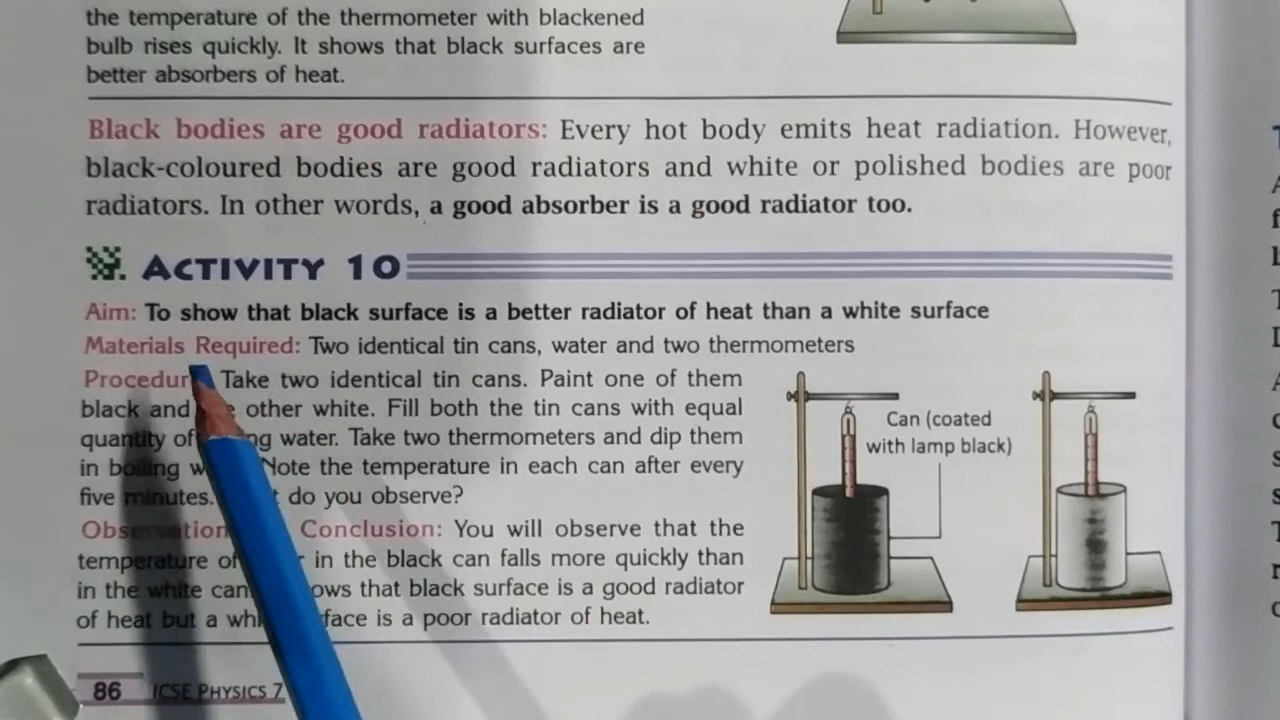 the temperature of the thermometer with blackened
bulb rises quickly. It shows that black surfaces are
better absorbers of heat.
Black bodies are good radiators: Every hot body emits heat radiation. However,
black-coloured bodies are good radiators and white or polished bodies are poor
radiators. In other words, a good absorber is a good radiator too.
ACTIVITY 10
Aim: To show that black surface is a better radiator of heat than a white surface
Materials Required: Two identical tin cans, water and two thermometers
Take two identical tin cans. Paint one of them
black and other white. Fill both the tin cans with equal
quantity of water. Take two thermometers and dip them
in boiling Note the temperature in each can after every
five minutes. do you observe?
Conclusion: You will observe that the
temperature of in the black can falls more quickly than
in the white can that black surface is a good radiator
of heat but a is a poor radiator of heat.
Can (coated
with lamp black)
86 ICSE PHYSICS 7